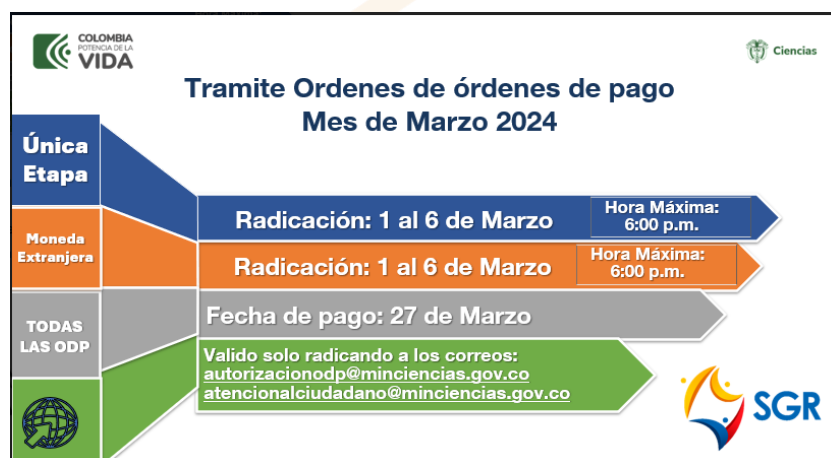 COLOMBIA
POTENCIA DE LA
VIDA
Ciencias
Tramite Ordenes de órdenes de pago
Mes de Marzo 2024
Única
Etapa
Radicación: 1 al 6 de Marzo
Hora Máxima:
6:00 p.m.
Moneda
Extranjera
Radicación: 1 al 6 de Marzo
Hora Máxima:
6:00 p.m.
TODAS
LAS ODP
Fecha de pago: 27 de Marzo
Valido solo radicando a los correos:
autorizacionodp@minciencias.gov.co
atencionalciudadano@minciencias.gov.co
SGR